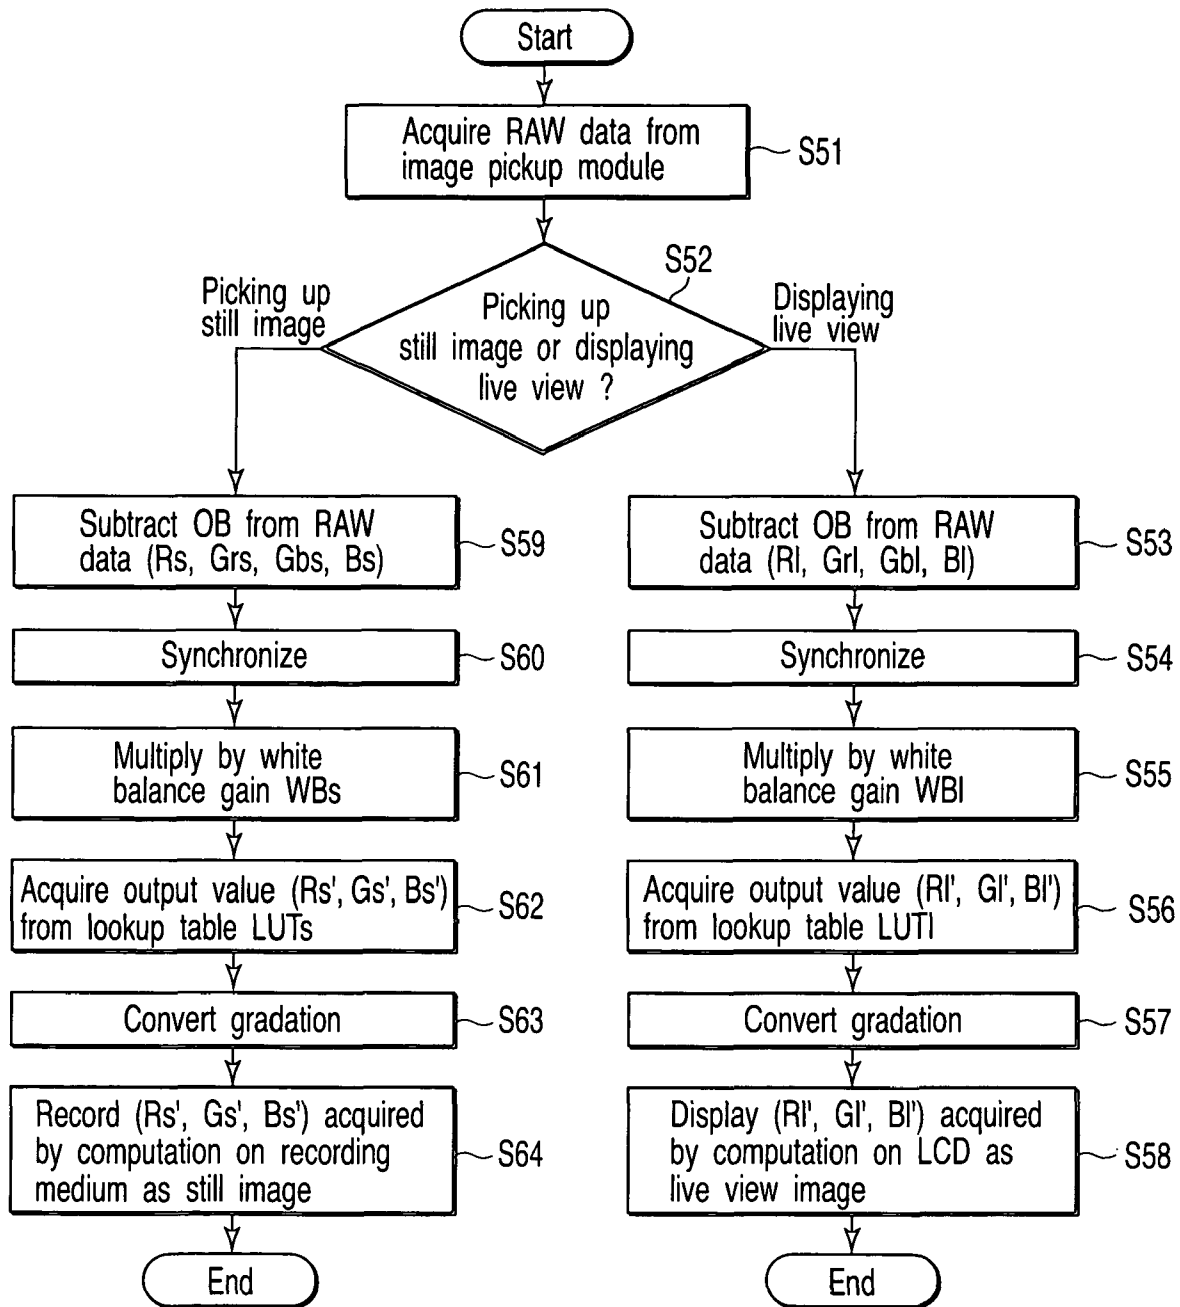 Start
Acquire RAW data from
image pickup module
S51
S52
Picking up
still image
Picking up
still image or displaying
live view ?
Displaying
live view
Subtract OB from RAW
data (Rs, Grs, Gbs, Bs)
S59
Synchronize
S60
Multiply by white
balance gain WBs
S61
Acquire output value (Rs', Gs', Bs')
from lookup table LUTs
S62
Convert gradation
S63
Record (Rs', Gs', Bs') acquired
by computation on recording
medium as still image
S64
End
Subtract OB from RAW
data (Rl, Grl, Gbl, Bl)
S53
Synchronize
S54
Multiply by white
balance gain WBl
S55
Acquire output value (Rl', Gl', Bl')
from lookup table LUTl
S56
Convert gradation
S57
Display (Rl', Gl', Bl') acquired
by computation on LCD as
live view image
S58
End